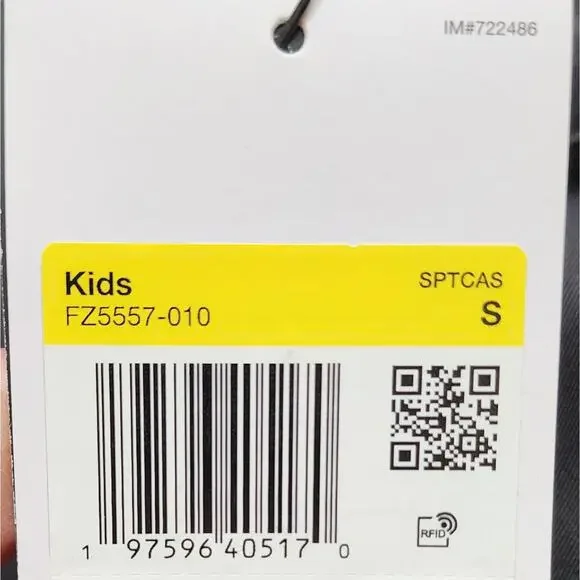 IM#722486
Kids SPTCAS
FZ5557-010 S
RFID
1 97596 40517 0